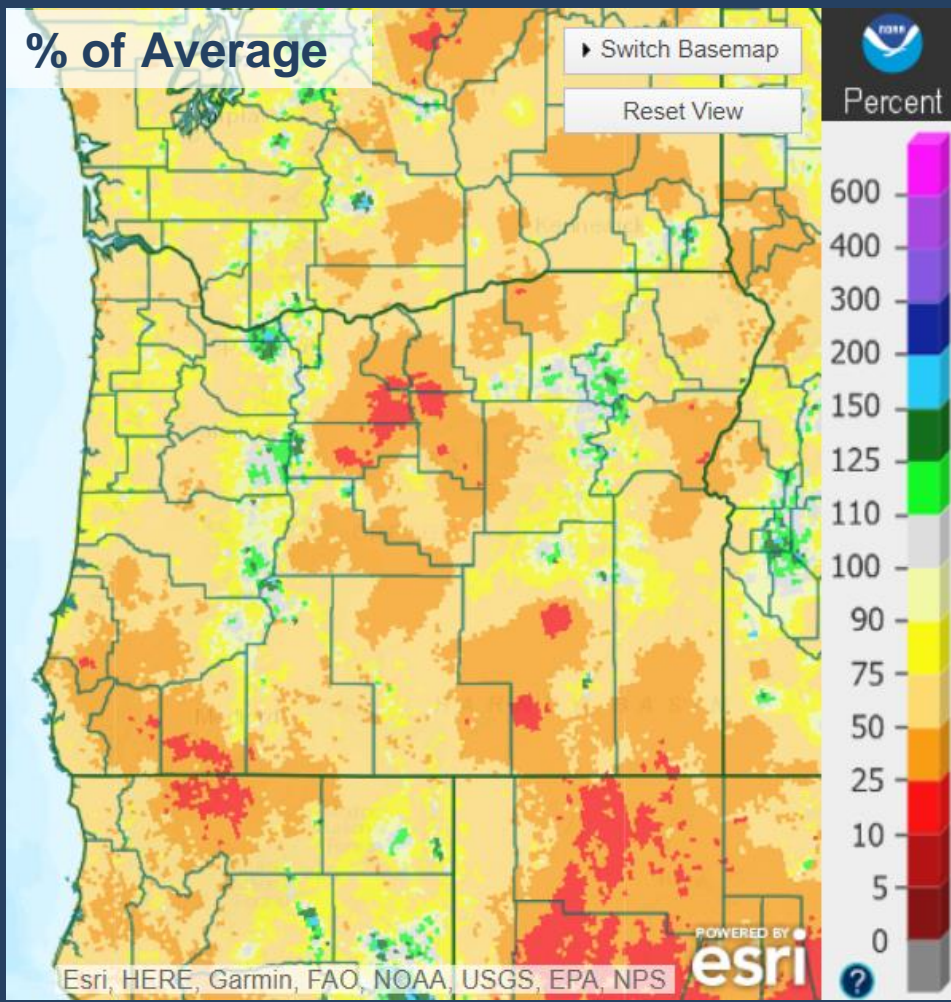 % of Average
Switch Basemap
Reset View
noaa
Percent
600
400
300
200
150
125
110
100
90
75
50
25
10
5
0
Kennewick
POWERED BY
esri
Esri, HERE, Garmin, FAO, NOAA, USGS, EPA, NPS
?